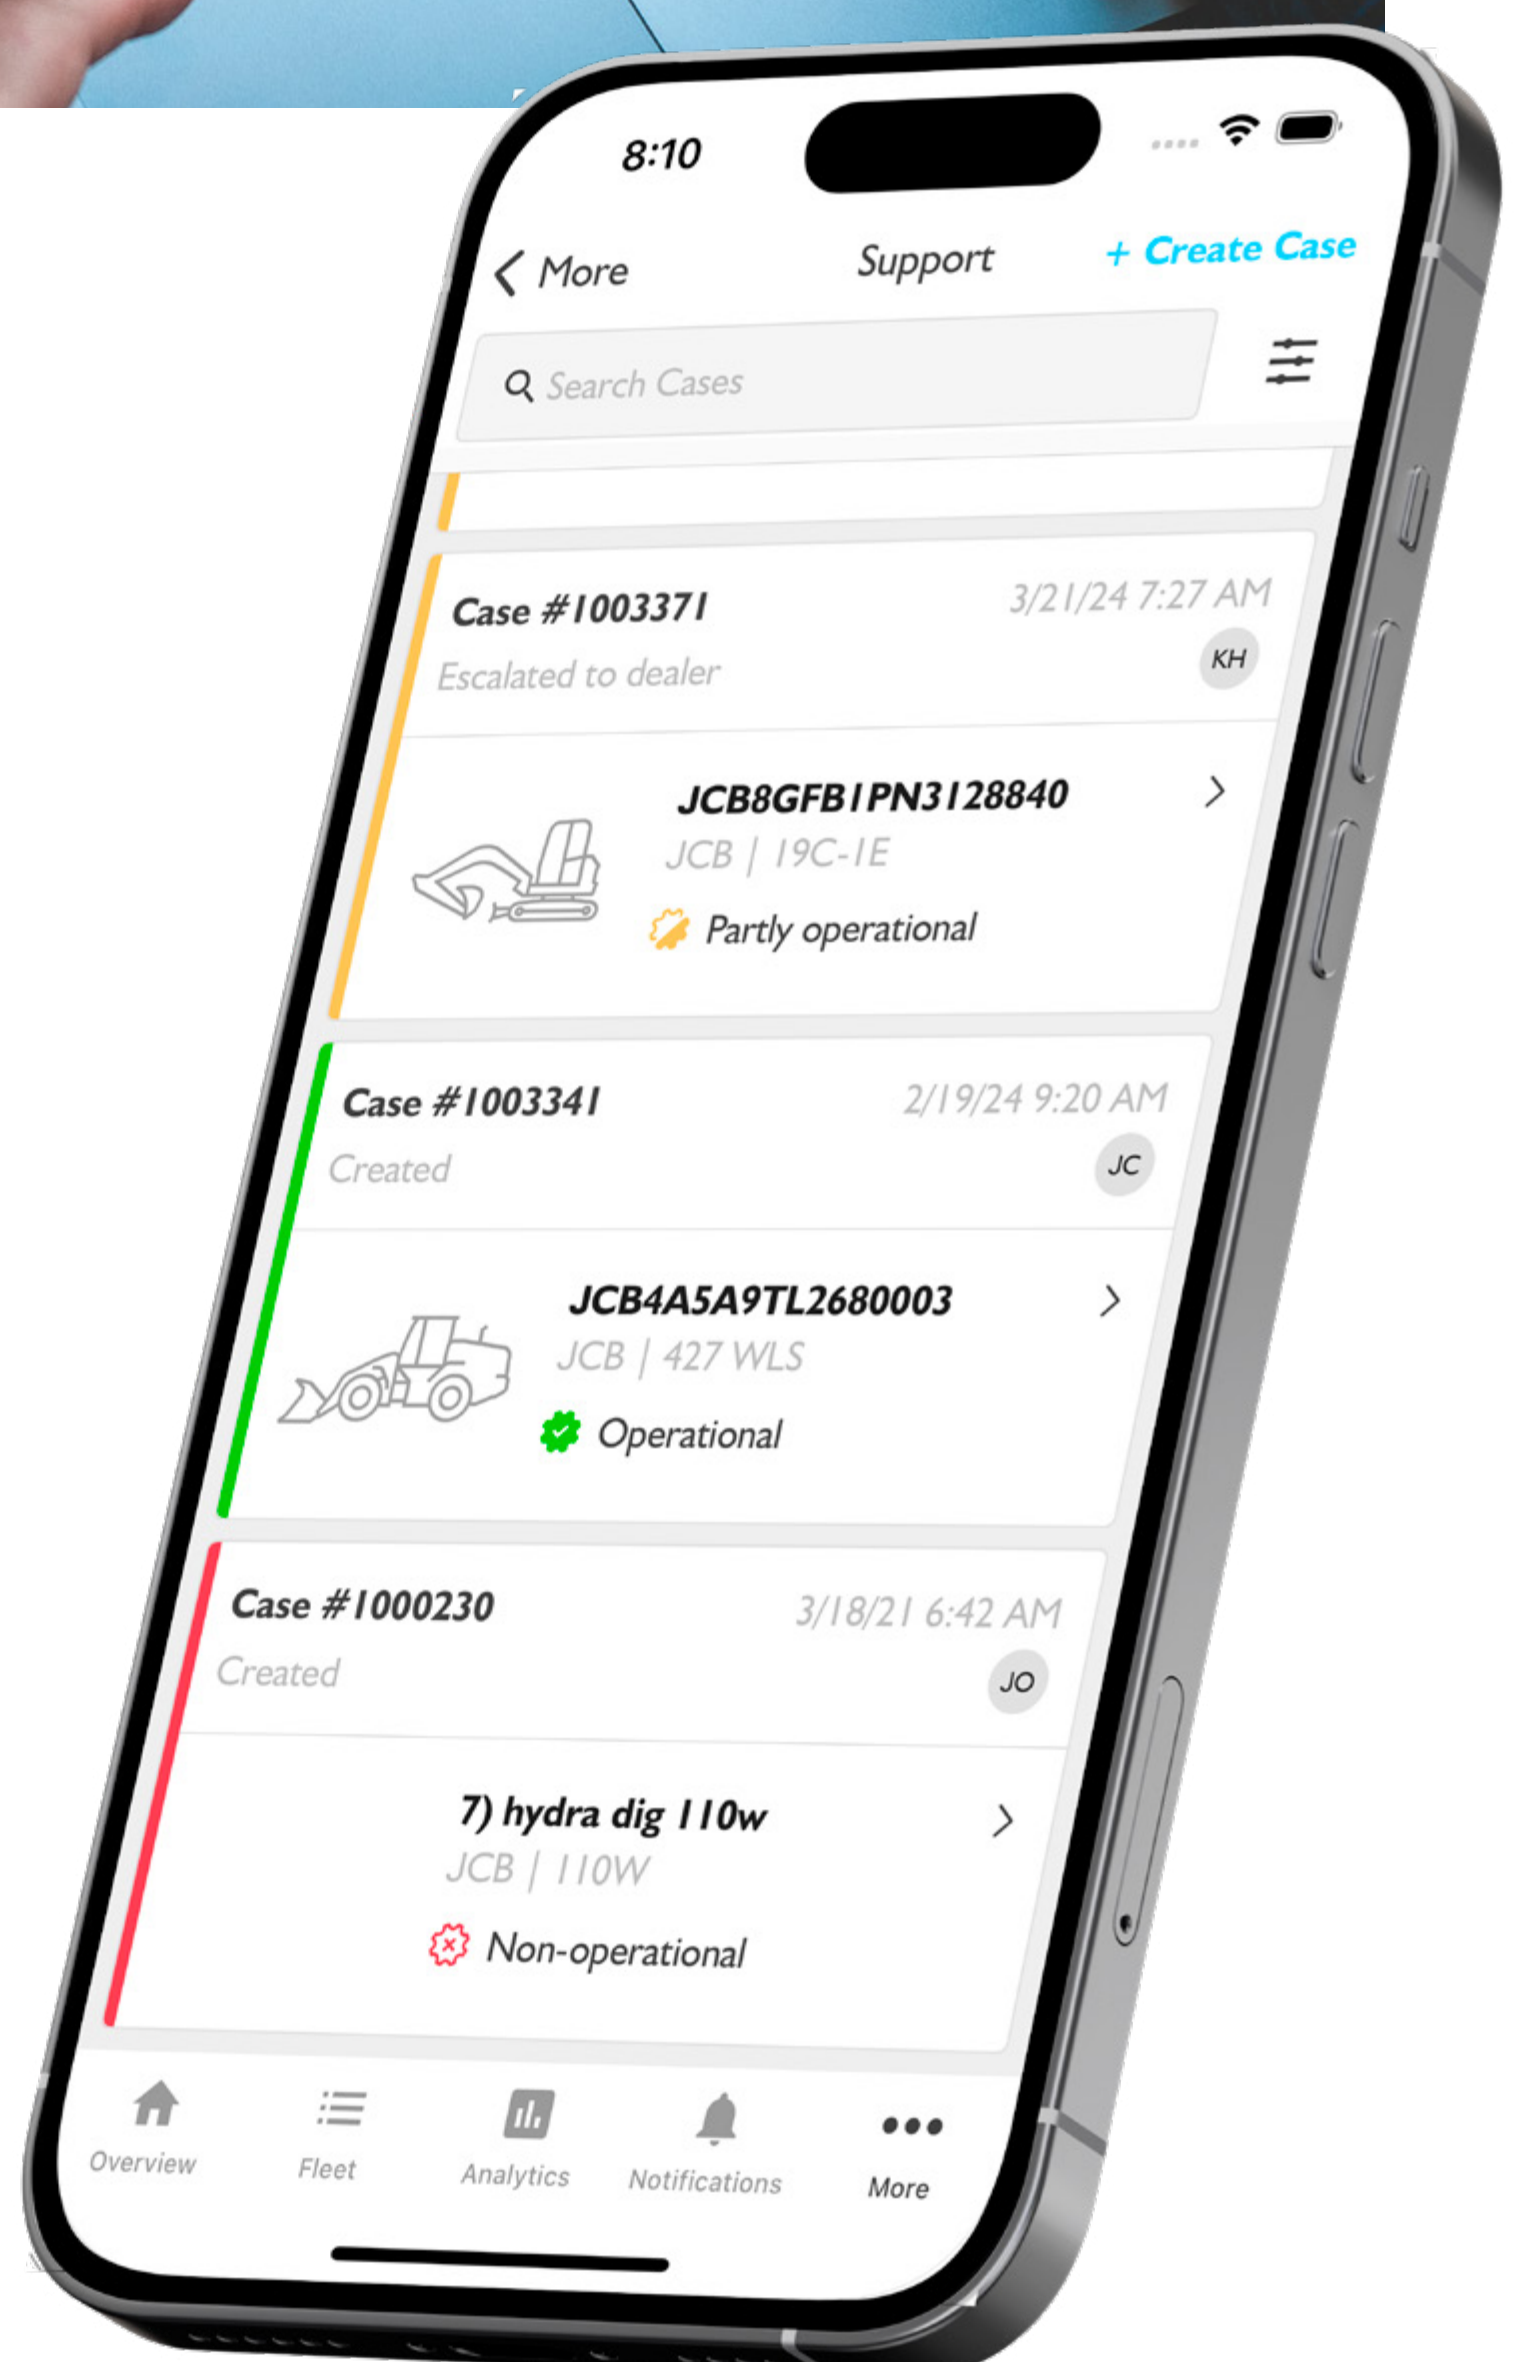 8:10
More
Support
+ Create Case
Search Cases
Case #1003371
3/21/24 7:27 AM
Escalated to dealer
KH
JCB8GFB1PN3128840
JCB | 19C-1E
Partly operational
Case #1003341
2/19/24 9:20 AM
Created
JC
JCB4A5A9TL2680003
JCB | 427 WLS
Operational
Case #1000230
3/18/21 6:42 AM
Created
JO
7) hydra dig 110w
JCB | 110W
Non-operational
Overview
Fleet
Analytics
Notifications
More